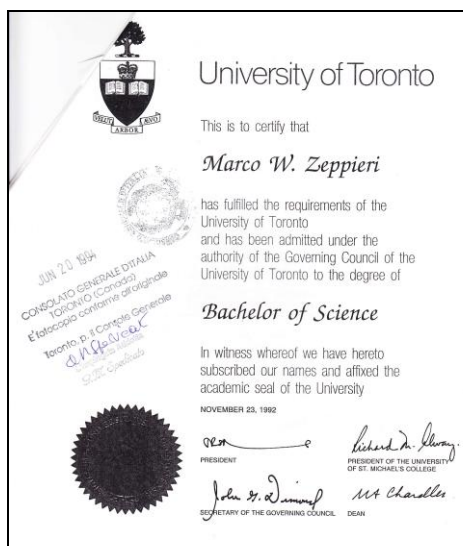 University of Toronto
VELUT
ARBOR
ÆVO
This is to certify that
Marco W. Zeppieri
has fulfilled the requirements of the
University of Toronto
and has been admitted under the
authority of the Governing Council of the
University of Toronto to the degree of
JUN 20 1994
CONSOLATO GENERALE D'ITALIA
TORONTO (Canada)
E' fotocopia conforme all'originale
Toronto, p. Il Console Generale
Bachelor of Science
In witness whereof we have hereto
subscribed our names and affixed the
academic seal of the University
NOVEMBER 23, 1992
PRESIDENT
PRESIDENT OF THE UNIVERSITY
OF ST. MICHAEL'S COLLEGE
SECRETARY OF THE GOVERNING COUNCIL
DEAN